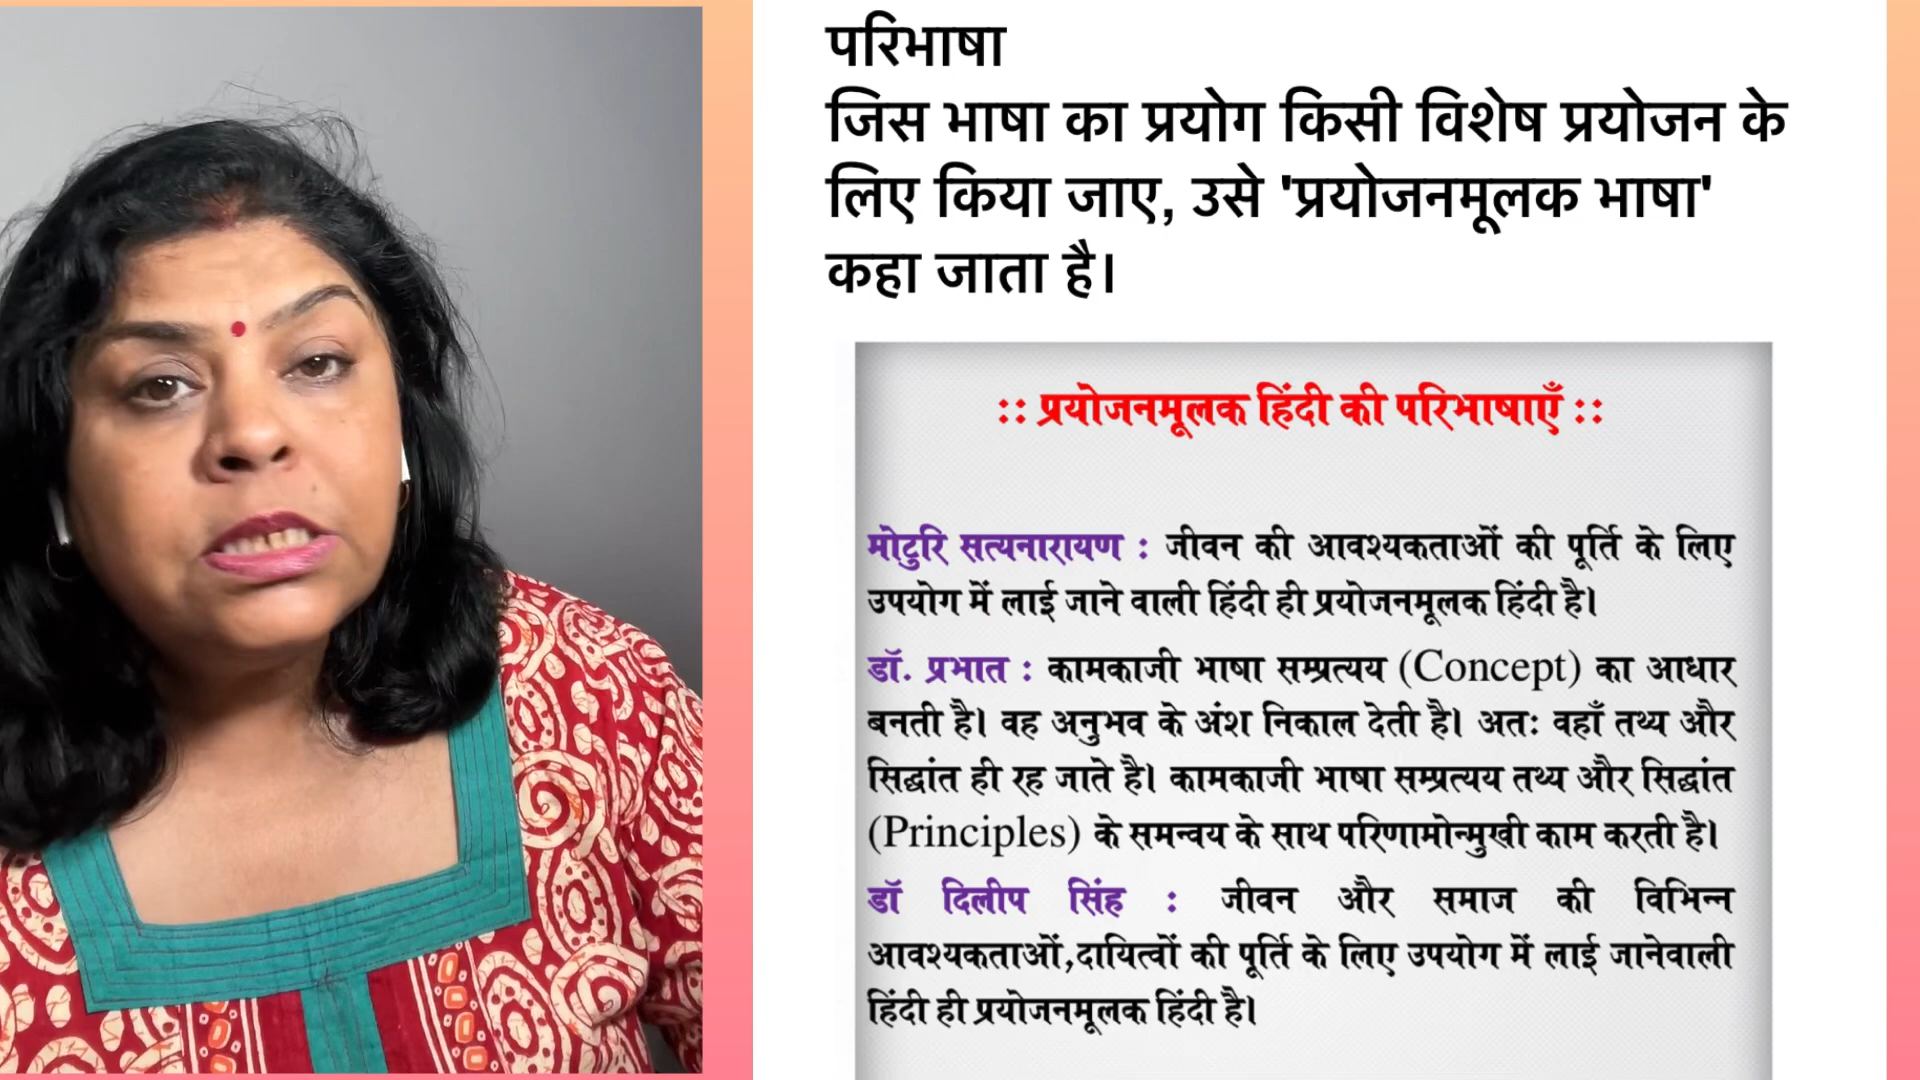 परिभाषा
जिस भाषा का प्रयोग किसी विशेष प्रयोजन के
लिए किया जाए, उसे 'प्रयोजनमूलक भाषा'
कहा जाता है।
:: प्रयोजनमूलक हिंदी की परिभाषाएँ ::
मोटुरि सत्यनारायण : जीवन की आवश्यकताओं की पूर्ति के लिए
उपयोग में लाई जाने वाली हिंदी ही प्रयोजनमूलक हिंदी है।
डॉ. प्रभात : कामकाजी भाषा सम्प्रत्यय (Concept) का आधार
बनती है। वह अनुभव के अंश निकाल देती है। अतः वहाँ तथ्य और
सिद्धांत ही रह जाते है। कामकाजी भाषा सम्प्रत्यय तथ्य और सिद्धांत
(Principles) के समन्वय के साथ परिणामोन्मुखी काम करती है।
डॉ दिलीप सिंह : जीवन और समाज की विभिन्न
आवश्यकताओं,दायित्वों की पूर्ति के लिए उपयोग में लाई जानेवाली
हिंदी ही प्रयोजनमूलक हिंदी है।